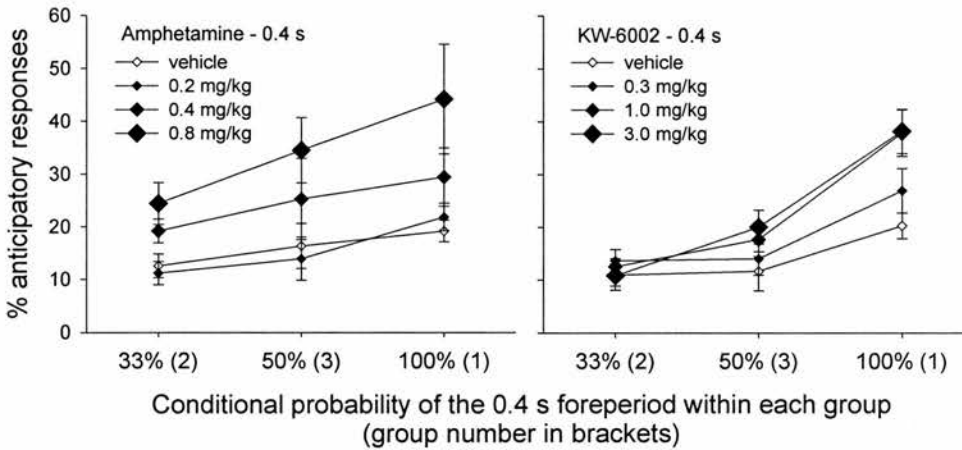 60
50
40
30
20
10
0
% anticipatory responses
Amphetamine - 0.4 s
vehicle
0.2 mg/kg
0.4 mg/kg
0.8 mg/kg
33% (2) 50% (3) 100% (1)
KW-6002 - 0.4 s
vehicle
0.3 mg/kg
1.0 mg/kg
3.0 mg/kg
33% (2) 50% (3) 100% (1)
Conditional probability of the 0.4 s foreperiod within each group
(group number in brackets)